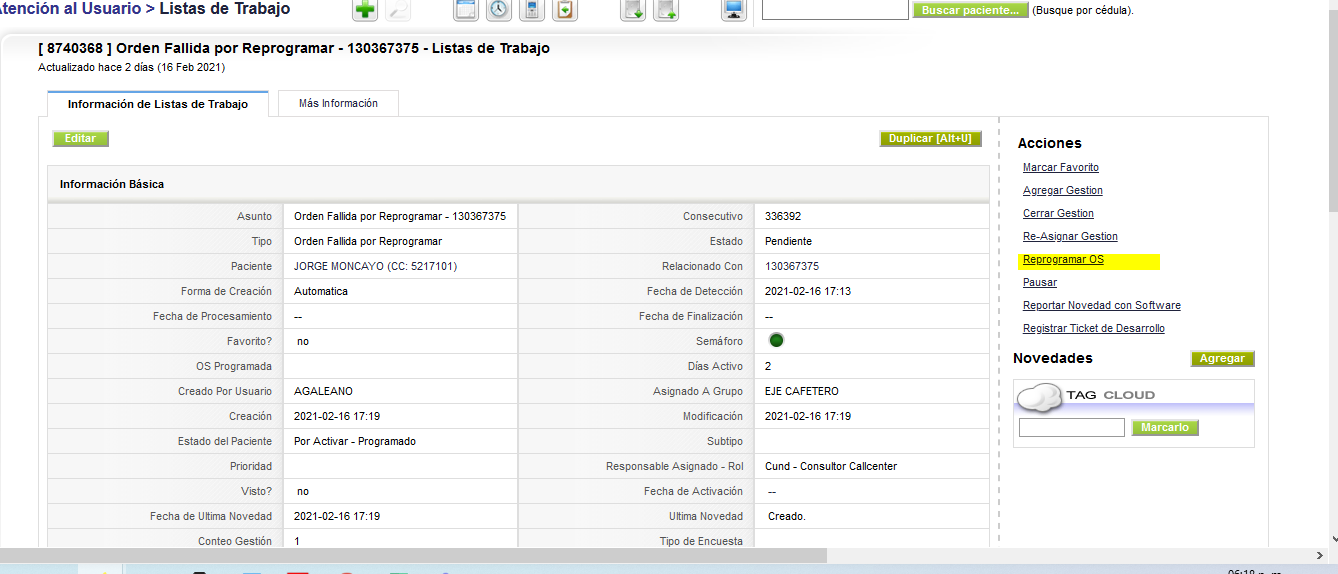 tención al Usuario > Listas de Trabajo
Buscar paciente... (Busque por cédula).
[ 8740368 ] Orden Fallida por Reprogramar - 130367375 - Listas de Trabajo
Actualizado hace 2 días (16 Feb 2021)
Información de Listas de Trabajo Más Información
Editar Duplicar [Alt+U]
Información Básica
Asunto Orden Fallida por Reprogramar - 130367375 Consecutivo 336392
Tipo Orden Fallida por Reprogramar Estado Pendiente
Paciente JORGE MONCAYO (CC: 5217101) Relacionado Con 130367375
Forma de Creación Automatica Fecha de Detección 2021-02-16 17:13
Fecha de Procesamiento -- Fecha de Finalización --
Favorito? no Semáforo
OS Programada Días Activo 2
Creado Por Usuario AGALEANO Asignado A Grupo EJE CAFETERO
Creación 2021-02-16 17:19 Modificación 2021-02-16 17:19
Estado del Paciente Por Activar - Programado Subtipo
Prioridad Responsable Asignado - Rol Cund - Consultor Callcenter
Visto? no Fecha de Activación --
Fecha de Ultima Novedad 2021-02-16 17:19 Ultima Novedad Creado.
Conteo Gestión 1 Tipo de Encuesta
Acciones
Marcar Favorito
Agregar Gestion
Cerrar Gestion
Re-Asignar Gestion
Reprogramar OS
Pausar
Reportar Novedad con Software
Registrar Ticket de Desarrollo
Novedades Agregar
TAG CLOUD
Marcarlo